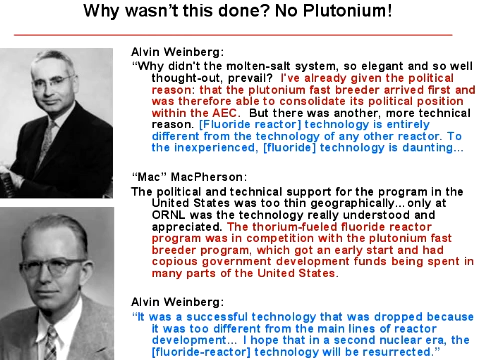 Why wasn't this done? No Plutonium!
Alvin Weinberg:
“Why didn't the molten-salt system, so elegant and so well
thought-out, prevail? I've already given the political
reason: that the plutonium fast breeder arrived first and
was therefore able to consolidate its political position
within the AEC. But there was another, more technical
reason. [Fluoride reactor] technology is entirely
different from the technology of any other reactor. To
the inexperienced, [fluoride] technology is daunting…
“Mac” MacPherson:
The political and technical support for the program in the
United States was too thin geographically…only at
ORNL was the technology really understood and
appreciated. The thorium-fueled fluoride reactor
program was in competition with the plutonium fast
breeder program, which got an early start and had
copious government development funds being spent in
many parts of the United States.
Alvin Weinberg:
“It was a successful technology that was dropped because
it was too different from the main lines of reactor
development… I hope that in a second nuclear era, the
[fluoride-reactor] technology will be resurrected.”